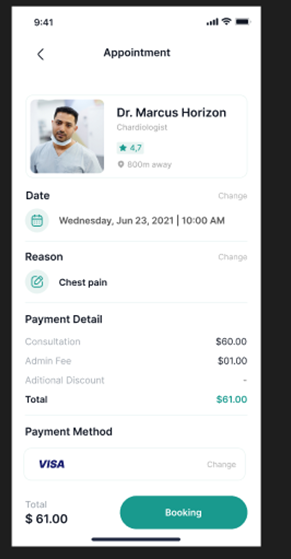 9:41
Appointment
Dr. Marcus Horizon
Chardiologist
4,7
800m away
Date
Change
Wednesday, Jun 23, 2021 | 10:00 AM
Reason
Change
Chest pain
Payment Detail
Consultation $60.00
Admin Fee $01.00
Aditional Discount -
Total $61.00
Payment Method
VISA
Change
Total
$ 61.00
Booking